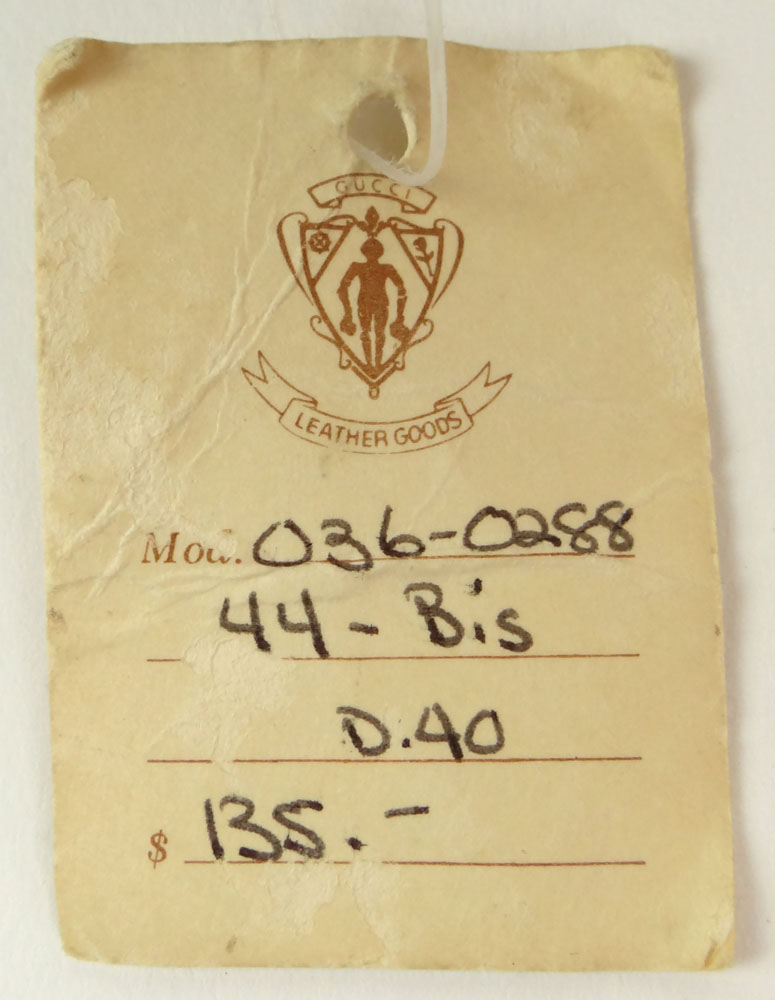 GUCCI
LEATHER GOODS
Mod. 036-0288
44-Bis
D.40
$ 135.-